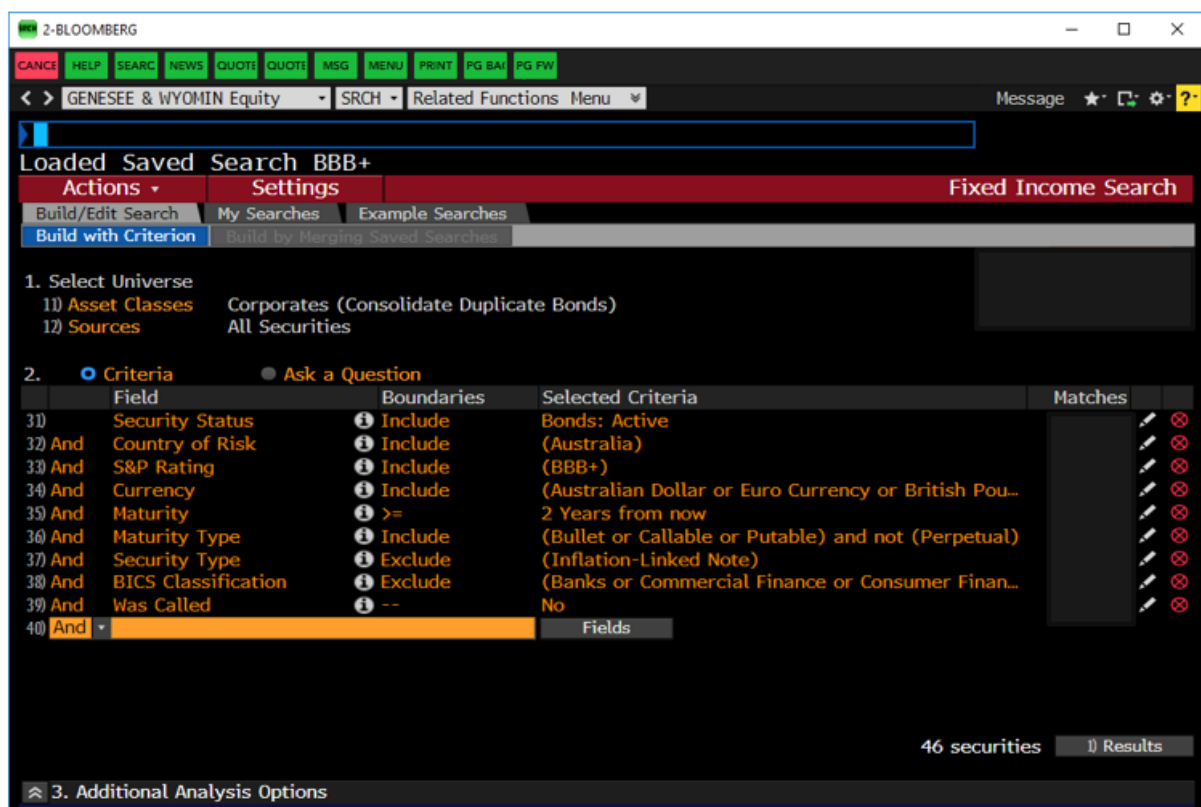 2-BLOOMBERG
CANCE HELP SEARC NEWS QUOTE QUOTE MSG MENU PRINT PG BAC PG FW
< > GENESEE & WYOMIN Equity SRCH Related Functions Menu Message ?
Loaded Saved Search BBB+
Actions Settings Fixed Income Search
Build/Edit Search My Searches Example Searches
Build with Criterion Build by Merging Saved Searches
1. Select Universe
11) Asset Classes Corporates (Consolidate Duplicate Bonds)
12) Sources All Securities
2. Criteria Ask a Question
Field Boundaries Selected Criteria Matches
31) Security Status Include Bonds: Active
32) And Country of Risk Include (Australia)
33) And S&P Rating Include (BBB+)
34) And Currency Include (Australian Dollar or Euro Currency or British Pou...
35) And Maturity >= 2 Years from now
36) And Maturity Type Include (Bullet or Callable or Putable) and not (Perpetual)
37) And Security Type Exclude (Inflation-Linked Note)
38) And BICS Classification Exclude (Banks or Commercial Finance or Consumer Finan...
39) And Was Called -- No
40) And Fields
46 securities 1) Results
3. Additional Analysis Options